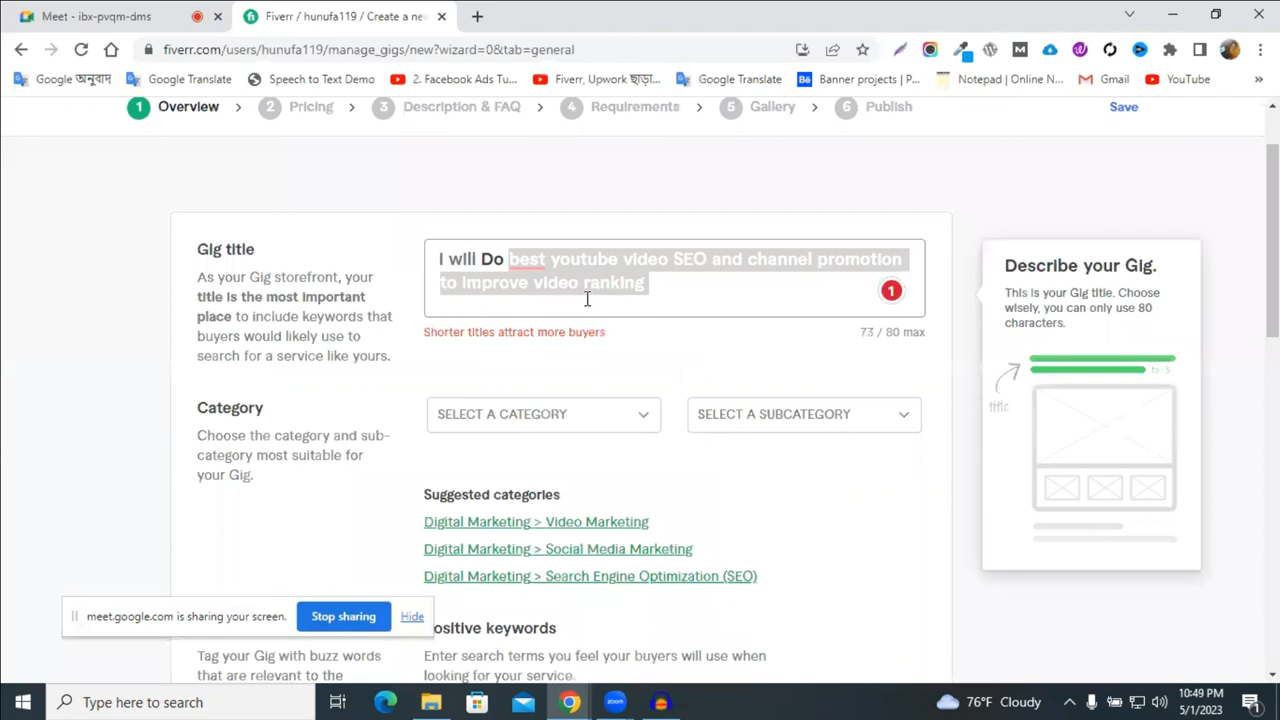 Meet - ibx-pvqm-dms
Fiverr / hunufa119 / Create a ne
fiverr.com/users/hunufa119/manage_gigs/new?wizard=0&tab=general
Google অনুবাদ
Google Translate
Speech to Text Demo
2. Facebook Ads Tu...
Fiverr, Upwork ছাড়া...
Google Translate
Banner projects | P...
Notepad | Online N...
Gmail
YouTube
»
1 Overview
2 Pricing
3 Description & FAQ
4 Requirements
5 Gallery
6 Publish
Save
Gig title
As your Gig storefront, your
title is the most important
place to include keywords that
buyers would likely use to
search for a service like yours.
I will Do best youtube video SEO and channel promotion
to improve video ranking
1
Shorter titles attract more buyers
73 / 80 max
Describe your Gig.
This is your Gig title. Choose
wisely, you can only use 80
characters.
title
Category
Choose the category and sub-
category most suitable for
your Gig.
SELECT A CATEGORY
SELECT A SUBCATEGORY
Suggested categories
Digital Marketing > Video Marketing
Digital Marketing > Social Media Marketing
Digital Marketing > Search Engine Optimization (SEO)
meet.google.com is sharing your screen.
Stop sharing
Hide
ositive keywords
Tag your Gig with buzz words
that are relevant to the
Enter search terms you feel your buyers will use when
looking for your service.
Type here to search
zoom
76°F Cloudy
10:49 PM
5/1/2023
1